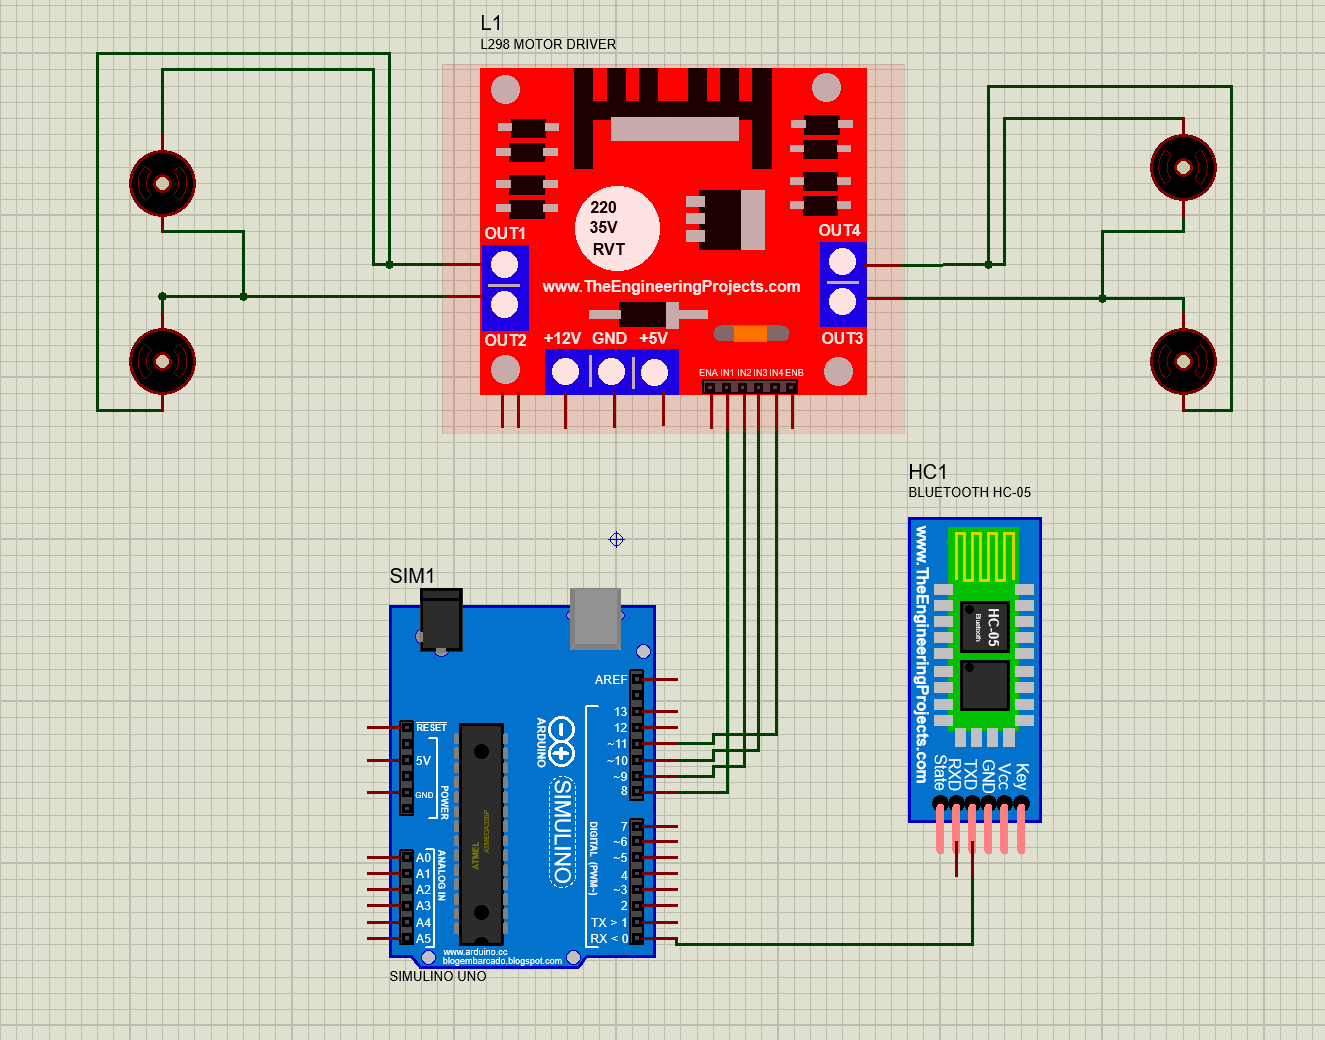 L1
L298 MOTOR DRIVER
220
35V
RVT
OUT1
OUT4
www.TheEngineeringProjects.com
OUT2
+12V GND +5V
OUT3
ENA IN1 IN2 IN3 IN4 ENB
HC1
BLUETOOTH HC-05
www.TheEngineeringProjects.com
HC-05
Bluetooth
State
RXD
TXD
GND
Vcc
Key
SIM1
AREF
13
12
~11
~10
~9
8
RESET
5V
GND
POWER
ARDUINO
SIMULINO
ATMEL
ATMEGA328P
DIGITAL (PWM~)
7
~6
~5
4
~3
2
TX > 1
RX < 0
A0
A1
A2
A3
A4
A5
ANALOG IN
www.arduino.cc
blogembarcado.blogspot.com
SIMULINO UNO